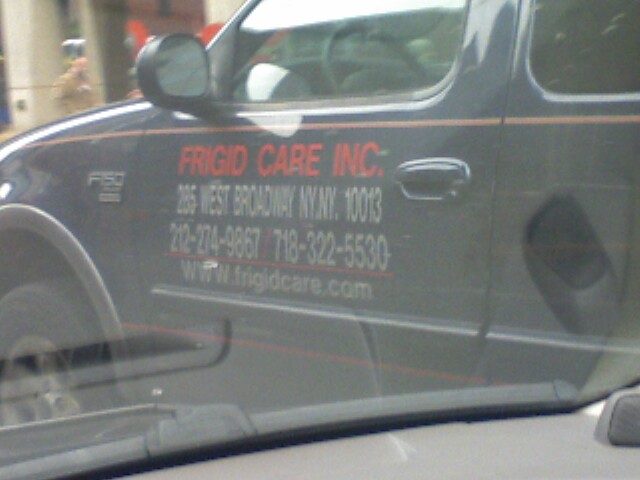 F150
FRIGID CARE INC.
265 WEST BROADWAY NY.NY. 10013
212-274-9867 / 718-322-5530
www.frigidcare.com